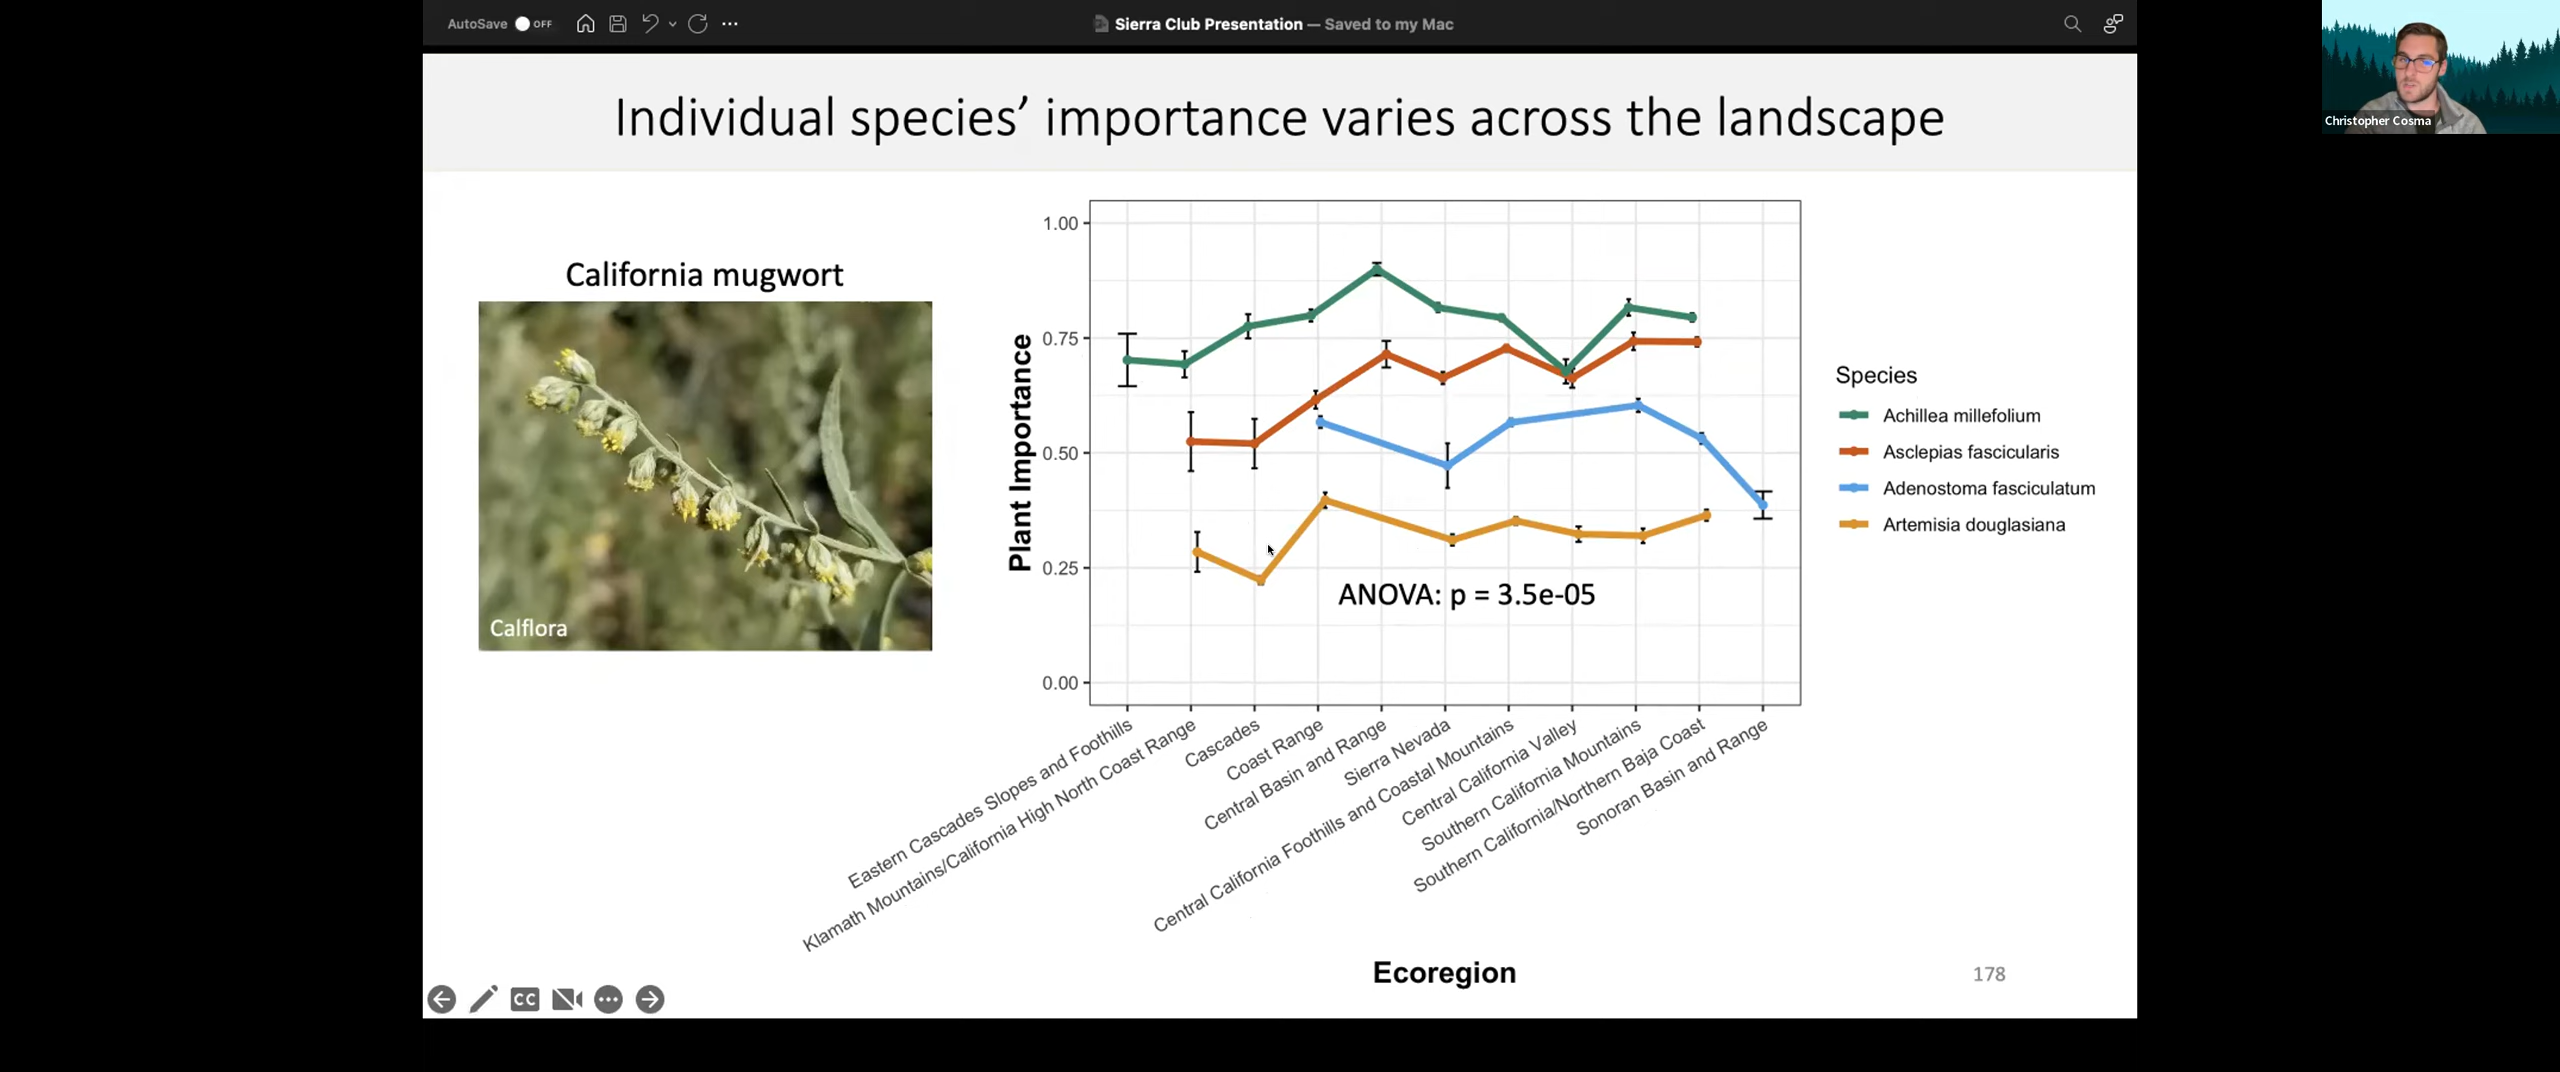 AutoSave OFF
Sierra Club Presentation — Saved to my Mac
Christopher Cosma
Individual species’ importance varies across the landscape
California mugwort
Calflora
Plant Importance
1.00
0.75
0.50
0.25
0.00
ANOVA: p = 3.5e-05
Eastern Cascades Slopes and Foothills
Klamath Mountains/California High North Coast Range
Cascades
Coast Range
Central Basin and Range
Sierra Nevada
Central California Foothills and Coastal Mountains
Central California Valley
Southern California Mountains
Southern California/Northern Baja Coast
Sonoran Basin and Range
Ecoregion
Species
Achillea millefolium
Asclepias fascicularis
Adenostoma fasciculatum
Artemisia douglasiana
CC
178